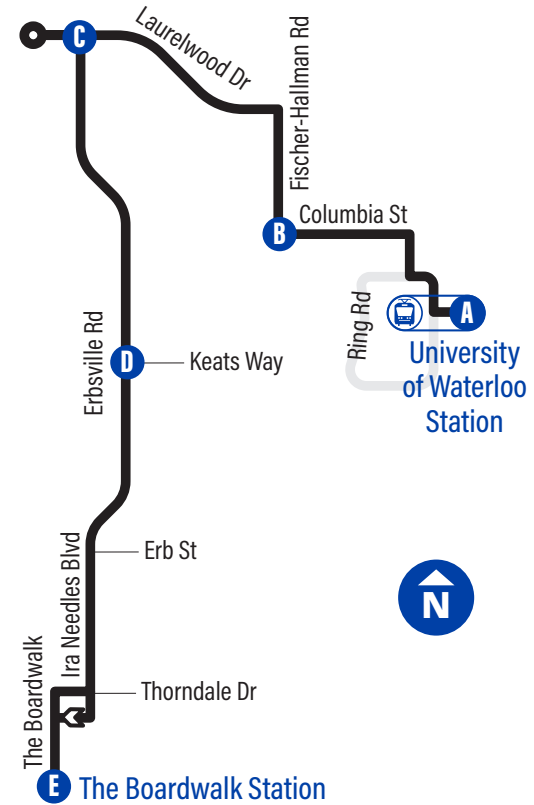 C
Laurelwood Dr
Fischer-Hallman Rd
B
Columbia St
Ring Rd
A
University
of Waterloo
Station
Erbsville Rd
D
Keats Way
Ira Needles Blvd
Erb St
N
The Boardwalk
Thorndale Dr
E
The Boardwalk Station